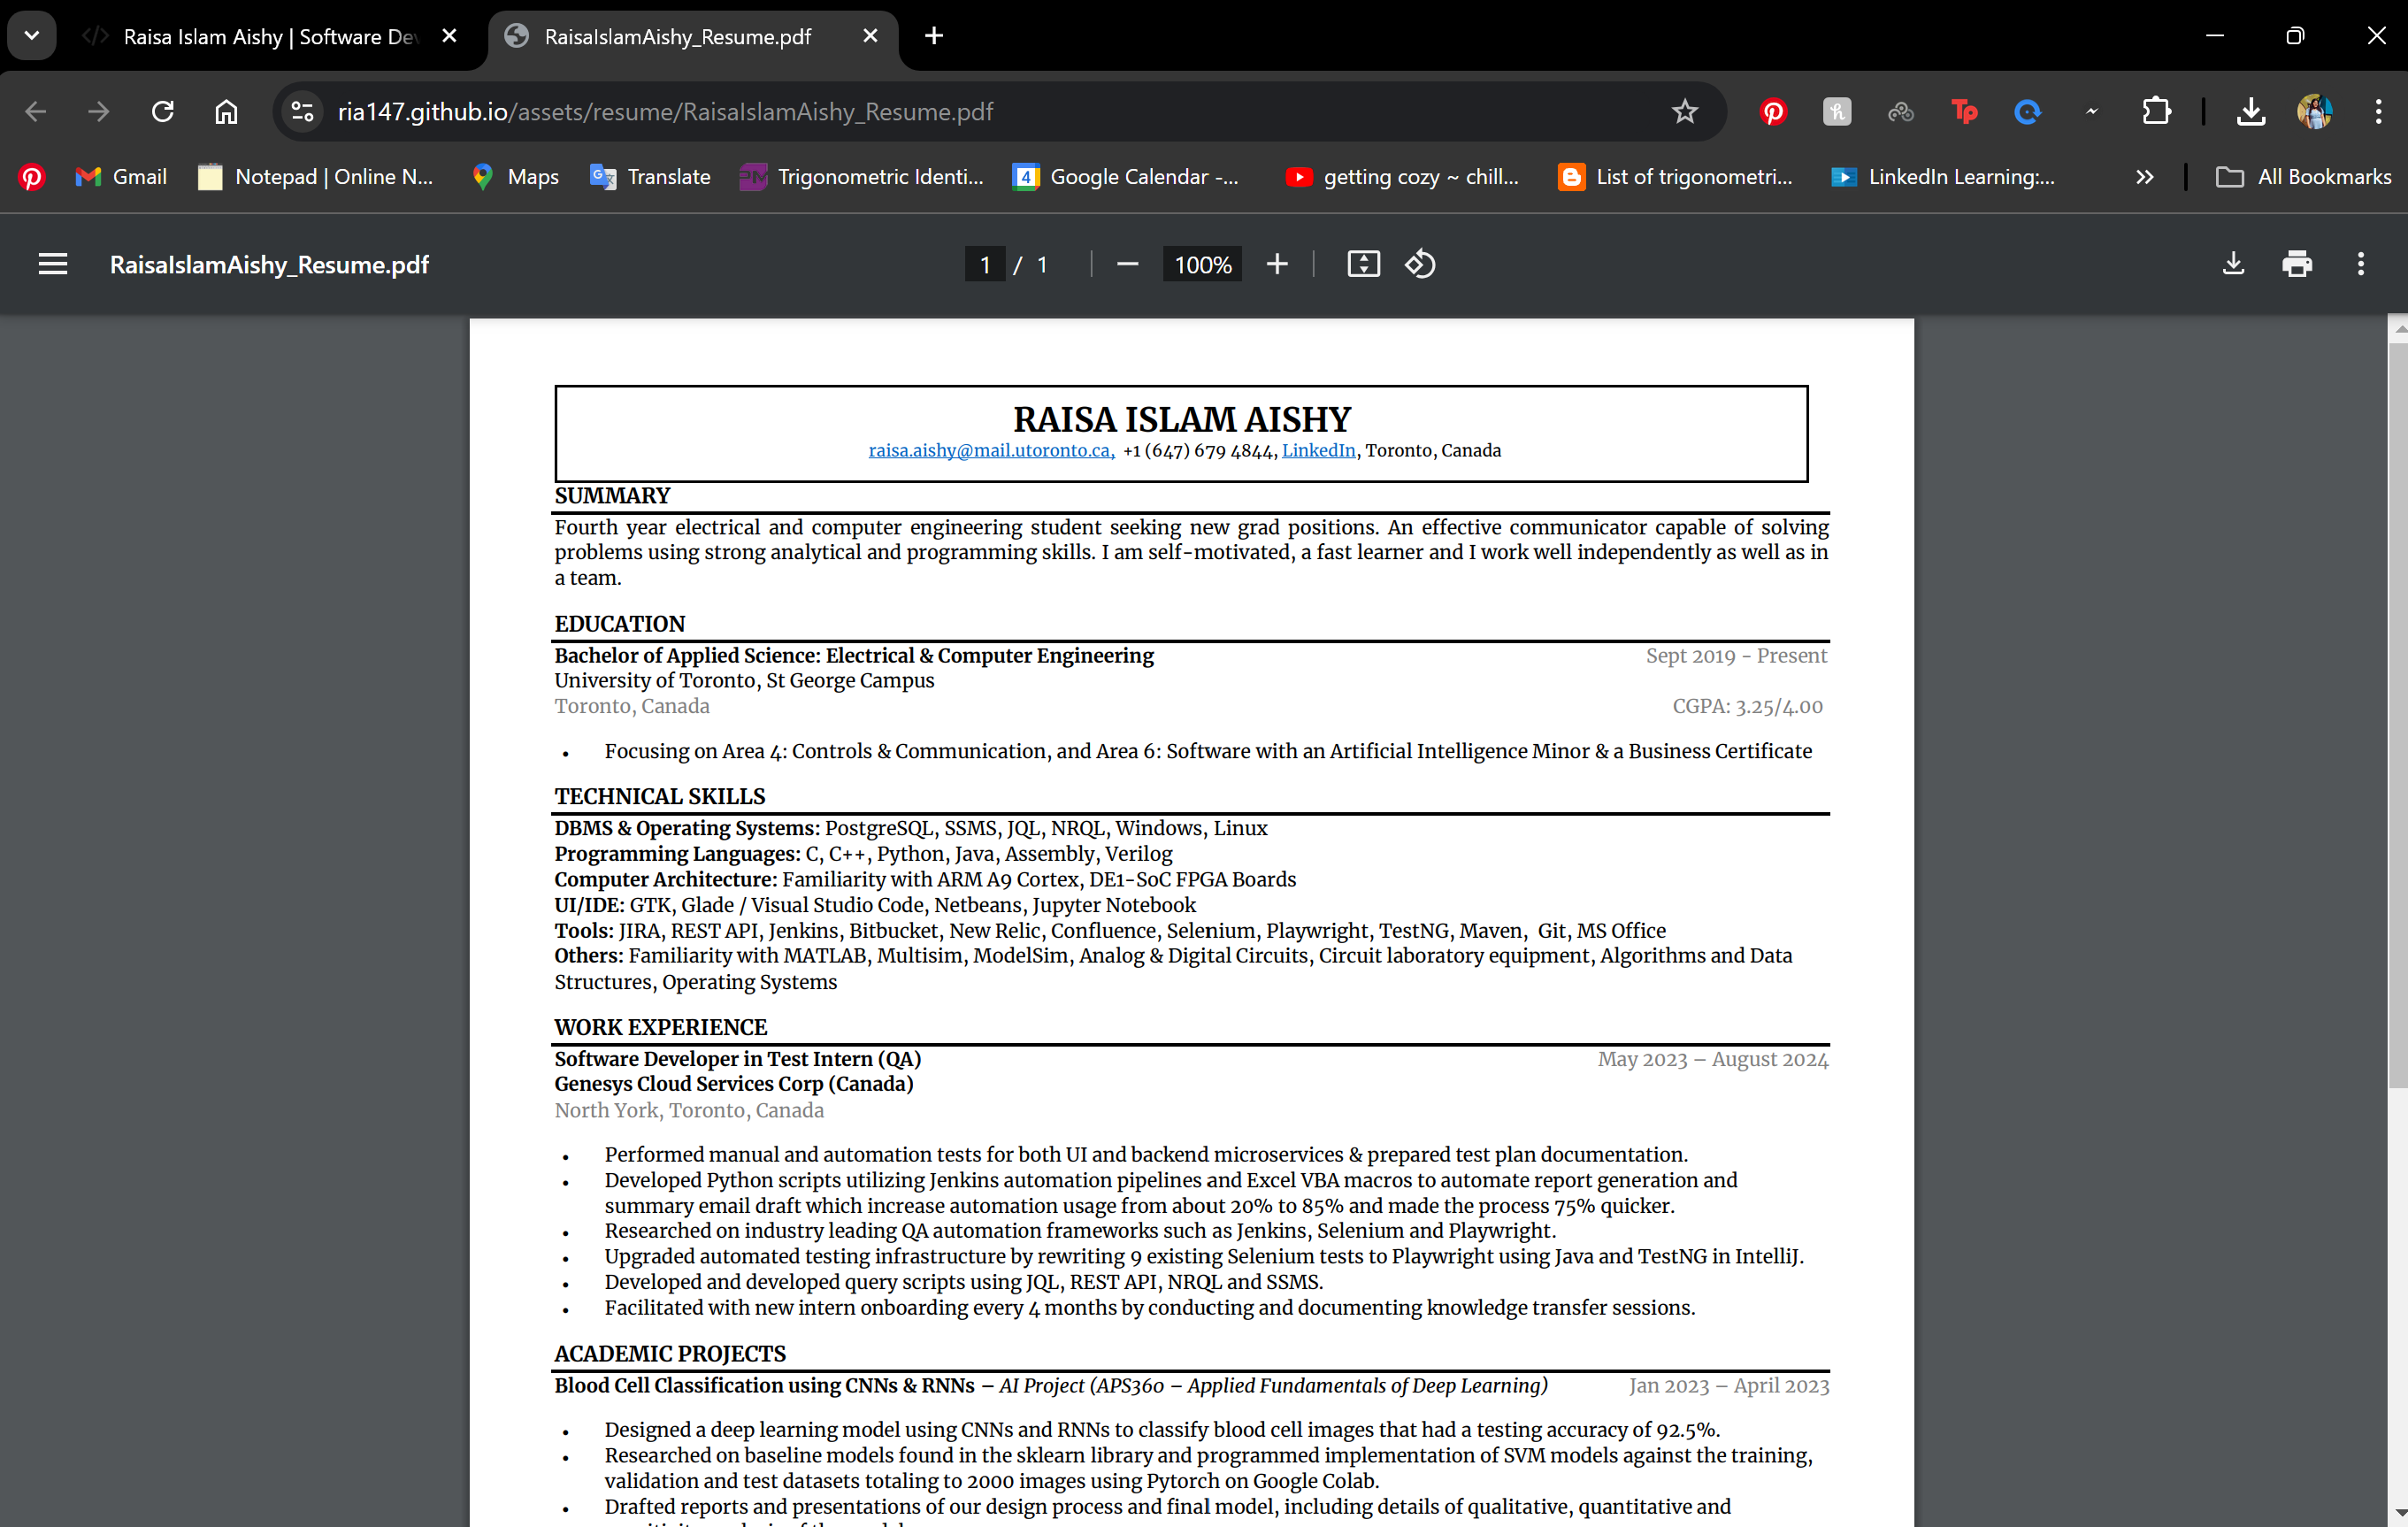 Raisa Islam Aishy | Software De
RaisaIslamAishy_Resume.pdf
ria147.github.io/assets/resume/RaisaIslamAishy_Resume.pdf
Gmail
Notepad | Online N...
Maps
Translate
Trigonometric Identi...
4
Google Calendar -...
getting cozy ~ chill...
List of trigonometri...
LinkedIn Learning:...
All Bookmarks
RaisaIslamAishy_Resume.pdf
1 / 1
100%
RAISA ISLAM AISHY
raisa.aishy@mail.utoronto.ca, +1 (647) 679 4844, LinkedIn, Toronto, Canada
SUMMARY
Fourth year electrical and computer engineering student seeking new grad positions. An effective communicator capable of solving
problems using strong analytical and programming skills. I am self-motivated, a fast learner and I work well independently as well as in
a team.
EDUCATION
Bachelor of Applied Science: Electrical & Computer Engineering Sept 2019 - Present
University of Toronto, St George Campus
Toronto, Canada CGPA: 3.25/4.00
• Focusing on Area 4: Controls & Communication, and Area 6: Software with an Artificial Intelligence Minor & a Business Certificate
TECHNICAL SKILLS
DBMS & Operating Systems: PostgreSQL, SSMS, JQL, NRQL, Windows, Linux
Programming Languages: C, C++, Python, Java, Assembly, Verilog
Computer Architecture: Familiarity with ARM A9 Cortex, DE1-SoC FPGA Boards
UI/IDE: GTK, Glade / Visual Studio Code, Netbeans, Jupyter Notebook
Tools: JIRA, REST API, Jenkins, Bitbucket, New Relic, Confluence, Selenium, Playwright, TestNG, Maven, Git, MS Office
Others: Familiarity with MATLAB, Multisim, ModelSim, Analog & Digital Circuits, Circuit laboratory equipment, Algorithms and Data
Structures, Operating Systems
WORK EXPERIENCE
Software Developer in Test Intern (QA) May 2023 – August 2024
Genesys Cloud Services Corp (Canada)
North York, Toronto, Canada
• Performed manual and automation tests for both UI and backend microservices & prepared test plan documentation.
• Developed Python scripts utilizing Jenkins automation pipelines and Excel VBA macros to automate report generation and
summary email draft which increase automation usage from about 20% to 85% and made the process 75% quicker.
• Researched on industry leading QA automation frameworks such as Jenkins, Selenium and Playwright.
• Upgraded automated testing infrastructure by rewriting 9 existing Selenium tests to Playwright using Java and TestNG in IntelliJ.
• Developed and developed query scripts using JQL, REST API, NRQL and SSMS.
• Facilitated with new intern onboarding every 4 months by conducting and documenting knowledge transfer sessions.
ACADEMIC PROJECTS
Blood Cell Classification using CNNs & RNNs – AI Project (APS360 – Applied Fundamentals of Deep Learning) Jan 2023 – April 2023
• Designed a deep learning model using CNNs and RNNs to classify blood cell images that had a testing accuracy of 92.5%.
• Researched on baseline models found in the sklearn library and programmed implementation of SVM models against the training,
validation and test datasets totaling to 2000 images using Pytorch on Google Colab.
• Drafted reports and presentations of our design process and final model, including details of qualitative, quantitative and